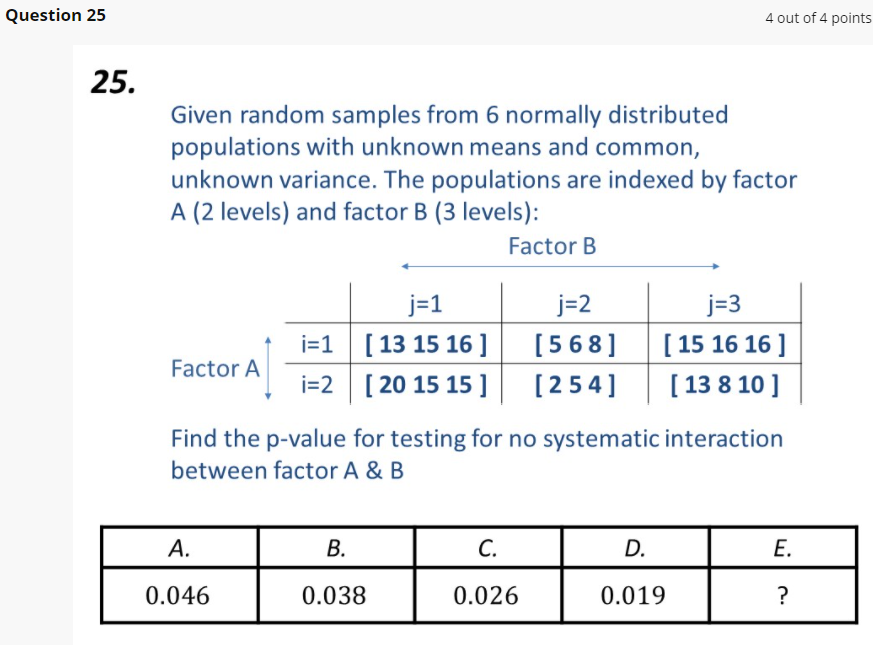 Question 25
4 out of 4 points
25.
Given random samples from 6 normally distributed
populations with unknown means and common,
unknown variance. The populations are indexed by factor
A (2 levels) and factor B (3 levels):
Factor B
j=1 j=2 j=3
i=1 [ 13 15 16 ] [ 5 6 8 ] [ 15 16 16 ]
Factor A
i=2 [ 20 15 15 ] [ 2 5 4 ] [ 13 8 10 ]
Find the p-value for testing for no systematic interaction
between factor A & B
A. B. C. D. E.
0.046 0.038 0.026 0.019 ?